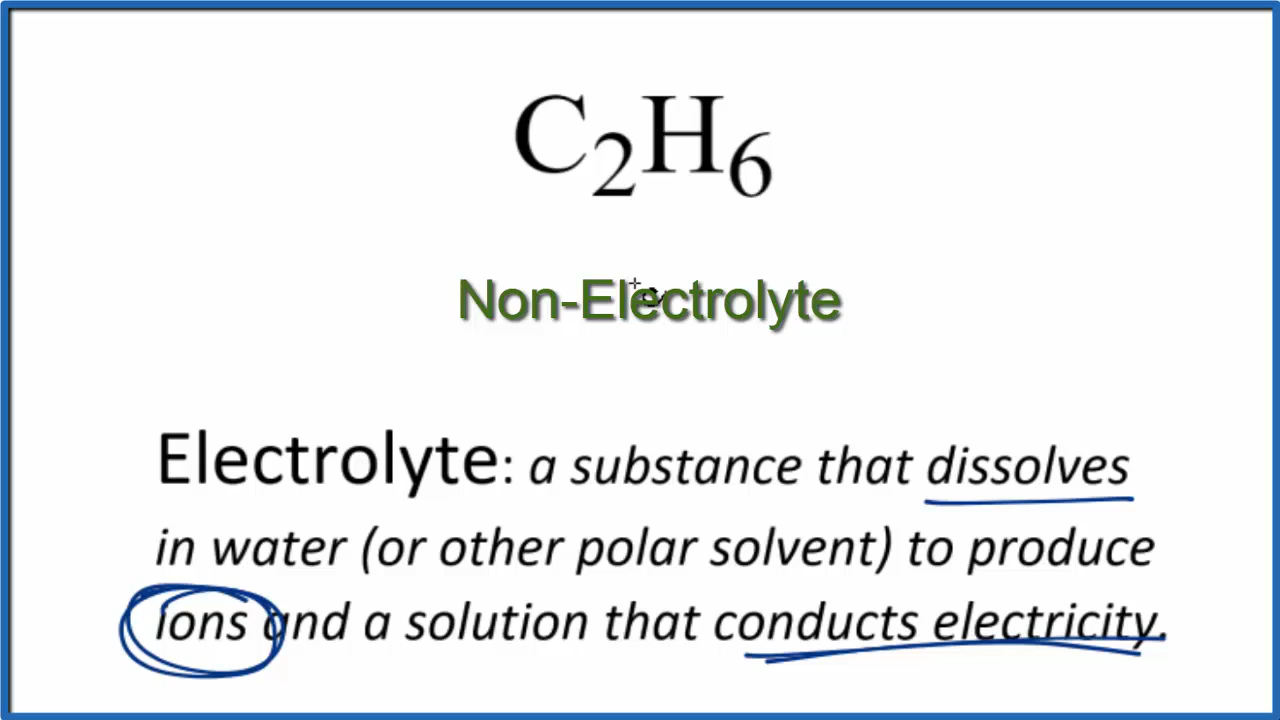 C₂H₆
Non-Electrolyte
Electrolyte: a substance that dissolves
in water (or other polar solvent) to produce
ions and a solution that conducts electricity.